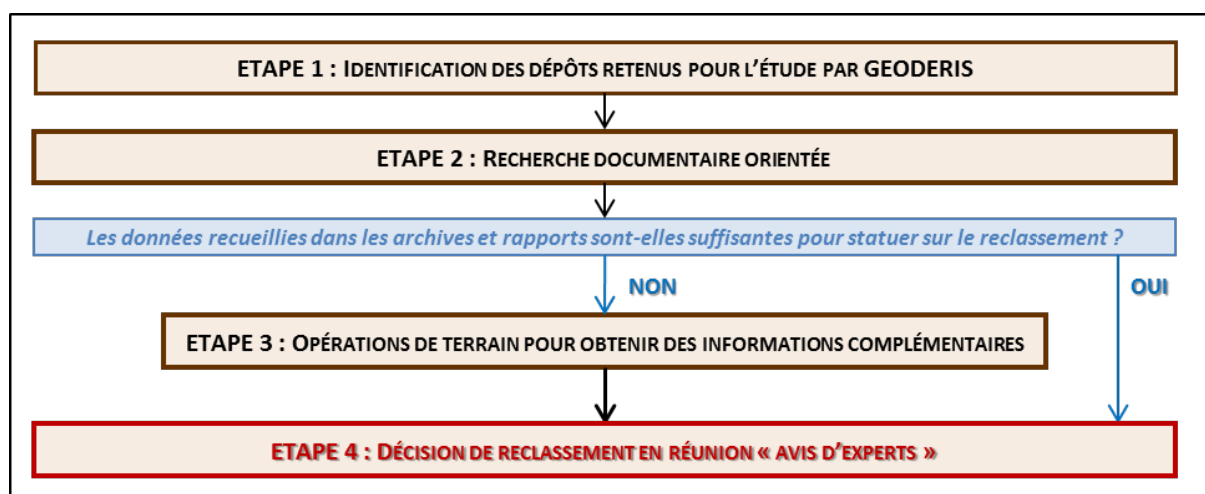 ETAPE 1 : IDENTIFICATION DES DÉPÔTS RETENUS POUR L'ÉTUDE PAR GEODERIS
ETAPE 2 : RECHERCHE DOCUMENTAIRE ORIENTÉE
Les données recueillies dans les archives et rapports sont-elles suffisantes pour statuer sur le reclassement ?
NON OUI
ETAPE 3 : OPÉRATIONS DE TERRAIN POUR OBTENIR DES INFORMATIONS COMPLÉMENTAIRES
ETAPE 4 : DÉCISION DE RECLASSEMENT EN RÉUNION « AVIS D'EXPERTS »